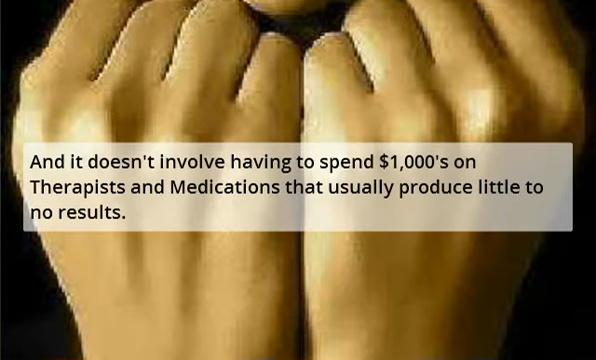 And it doesn't involve having to spend $1,000's on
Therapists and Medications that usually produce little to
no results.